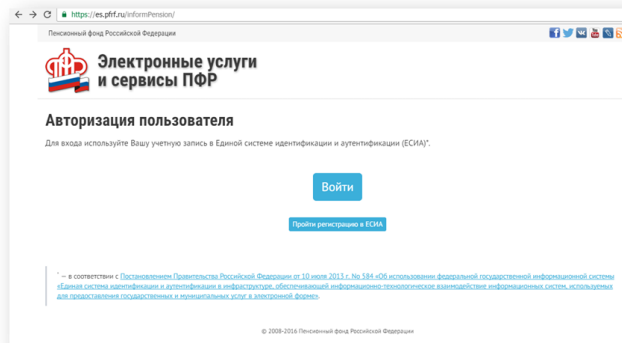 https://es.pfrf.ru/informPension/
Пенсионный фонд Российской Федерации
Электронные услуги
и сервисы ПФР
Авторизация пользователя
Для входа используйте Вашу учетную запись в Единой системе идентификации и аутентификации (ЕСИА)*.
Войти
Пройти регистрацию в ЕСИА
* — в соответствии с Постановлением Правительства Российской Федерации от 10 июля 2013 г. No 584 «Об использовании федеральной государственной информационной системы
«Единая система идентификации и аутентификации в инфраструктуре, обеспечивающей информационно-технологическое взаимодействие информационных систем, используемых
для предоставления государственных и муниципальных услуг в электронной форме».
© 2008-2016 Пенсионный фонд Российской Федерации